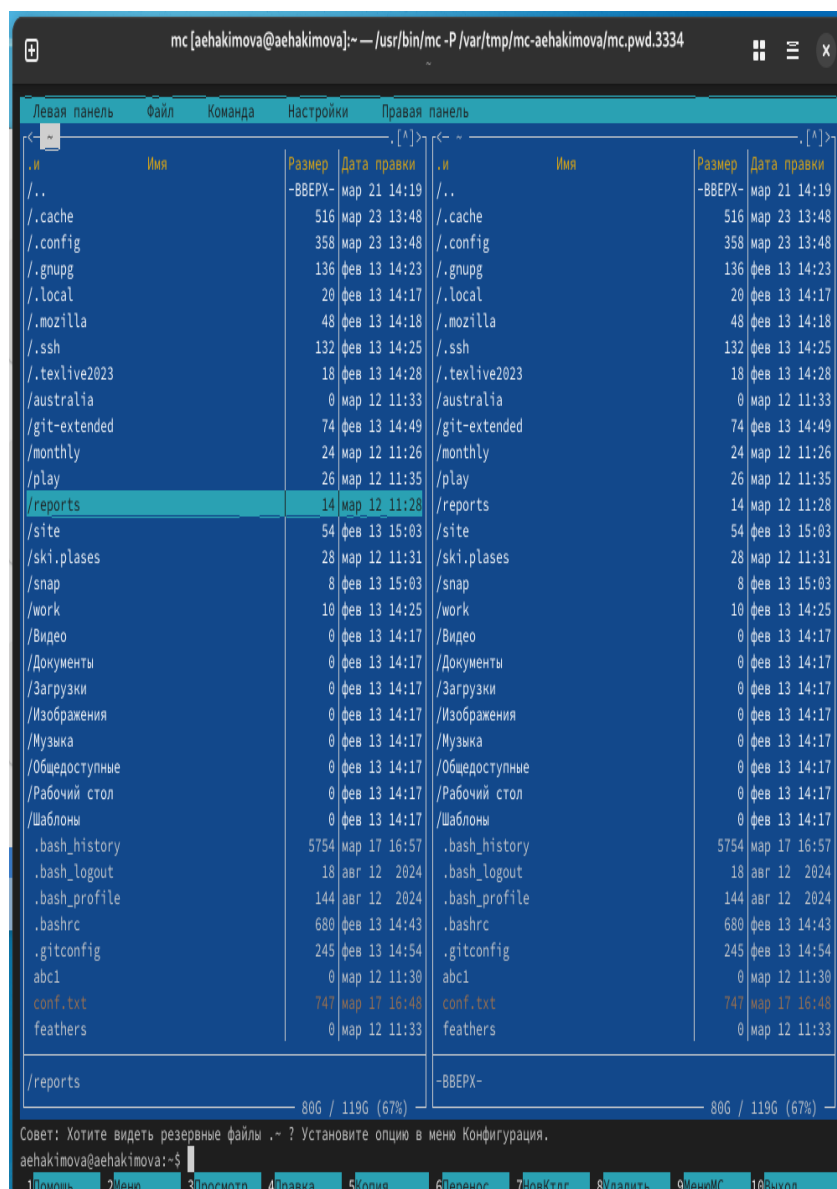 mc [aehakimova@aehakimova]:~ — /usr/bin/mc -P /var/tmp/mc-aehakimova/mc.pwd.3334
~
Левая панель Файл Команда Настройки Правая панель
<- ~ .[^]> <- ~ .[^]>
.и Имя Размер Дата правки .и Имя Размер Дата правки
/.. -ВВЕРХ- мар 21 14:19 /.. -ВВЕРХ- мар 21 14:19
/.cache 516 мар 23 13:48 /.cache 516 мар 23 13:48
/.config 358 мар 23 13:48 /.config 358 мар 23 13:48
/.gnupg 136 фев 13 14:23 /.gnupg 136 фев 13 14:23
/.local 20 фев 13 14:17 /.local 20 фев 13 14:17
/.mozilla 48 фев 13 14:18 /.mozilla 48 фев 13 14:18
/.ssh 132 фев 13 14:25 /.ssh 132 фев 13 14:25
/.texlive2023 18 фев 13 14:28 /.texlive2023 18 фев 13 14:28
/australia 0 мар 12 11:33 /australia 0 мар 12 11:33
/git-extended 74 фев 13 14:49 /git-extended 74 фев 13 14:49
/monthly 24 мар 12 11:26 /monthly 24 мар 12 11:26
/play 26 мар 12 11:35 /play 26 мар 12 11:35
/reports 14 мар 12 11:28 /reports 14 мар 12 11:28
/site 54 фев 13 15:03 /site 54 фев 13 15:03
/ski.plases 28 мар 12 11:31 /ski.plases 28 мар 12 11:31
/snap 8 фев 13 15:03 /snap 8 фев 13 15:03
/work 10 фев 13 14:25 /work 10 фев 13 14:25
/Видео 0 фев 13 14:17 /Видео 0 фев 13 14:17
/Документы 0 фев 13 14:17 /Документы 0 фев 13 14:17
/Загрузки 0 фев 13 14:17 /Загрузки 0 фев 13 14:17
/Изображения 0 фев 13 14:17 /Изображения 0 фев 13 14:17
/Музыка 0 фев 13 14:17 /Музыка 0 фев 13 14:17
/Общедоступные 0 фев 13 14:17 /Общедоступные 0 фев 13 14:17
/Рабочий стол 0 фев 13 14:17 /Рабочий стол 0 фев 13 14:17
/Шаблоны 0 фев 13 14:17 /Шаблоны 0 фев 13 14:17
.bash_history 5754 мар 17 16:57 .bash_history 5754 мар 17 16:57
.bash_logout 18 авг 12 2024 .bash_logout 18 авг 12 2024
.bash_profile 144 авг 12 2024 .bash_profile 144 авг 12 2024
.bashrc 680 фев 13 14:43 .bashrc 680 фев 13 14:43
.gitconfig 245 фев 13 14:54 .gitconfig 245 фев 13 14:54
abc1 0 мар 12 11:30 abc1 0 мар 12 11:30
conf.txt 747 мар 17 16:48 conf.txt 747 мар 17 16:48
feathers 0 мар 12 11:33 feathers 0 мар 12 11:33
/reports -ВВЕРХ-
80G / 119G (67%) 80G / 119G (67%)
Совет: Хотите видеть резервные файлы .~ ? Установите опцию в меню Конфигурация.
aehakimova@aehakimova:~$
1Помощь 2Меню 3Просмотр 4Правка 5Копия 6Перенос 7НовКтлг 8Удалить 9МенюМС 10Выход